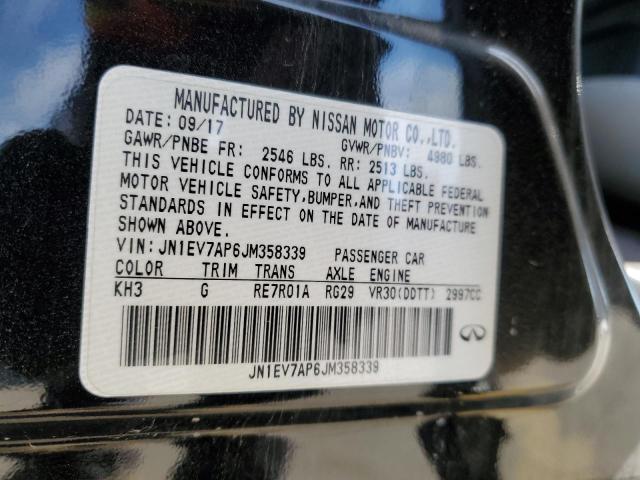 MANUFACTURED BY NISSAN MOTOR CO.,LTD.
DATE: 09/17 GVWR/PNBV: 4980 LBS.
GAWR/PNBE FR: 2546 LBS. RR: 2513 LBS.
THIS VEHICLE CONFORMS TO ALL APPLICABLE FEDERAL
MOTOR VEHICLE SAFETY,BUMPER,AND THEFT PREVENTION
STANDARDS IN EFFECT ON THE DATE OF MANUFACTURE
SHOWN ABOVE.
VIN: JN1EV7AP6JM358339 PASSENGER CAR
COLOR TRIM TRANS AXLE ENGINE
KH3 G RE7R01A RG29 VR30(DDTT) 2997CC
JN1EV7AP6JM358339